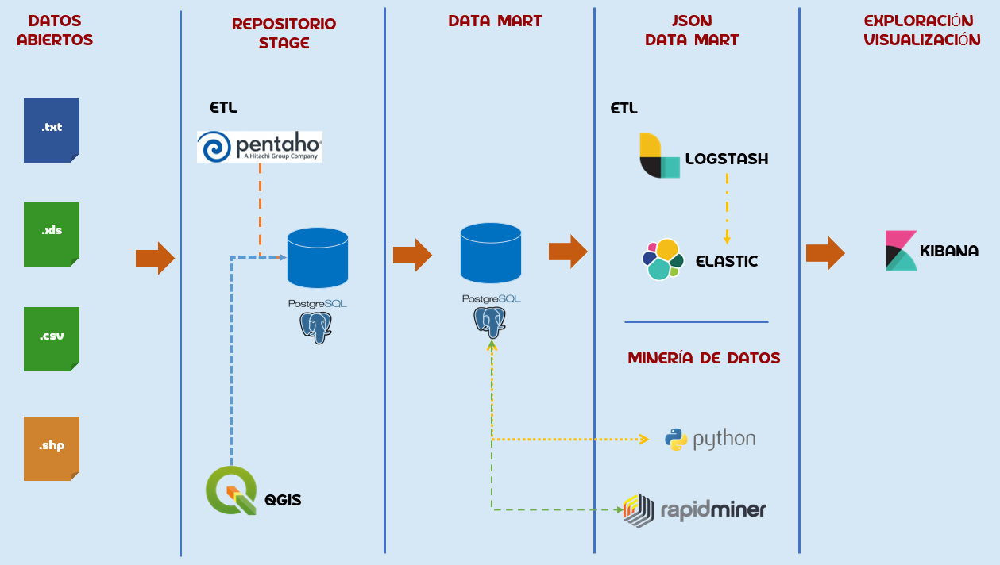 DATOS
ABIERTOS
.txt
.xls
.csv
.shp
REPOSITORIO
STAGE
ETL
pentaho
A Hitachi Group Company
PostgreSQL
QGIS
DATA MART
PostgreSQL
JSON
DATA MART
ETL
LOGSTASH
ELASTIC
MINERÍA DE DATOS
python
rapidminer
EXPLORACIÓN
VISUALIZACIÓN
KIBANA